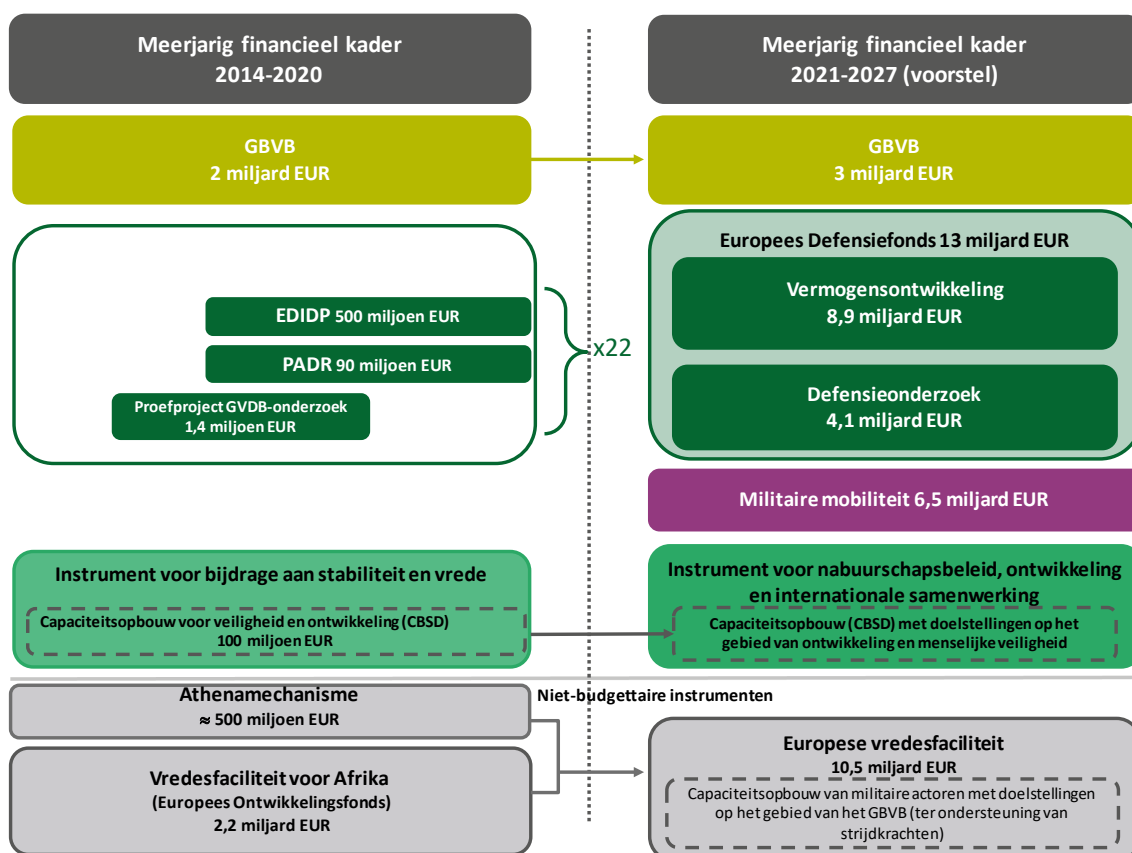 Meerjarig financieel kader
2014-2020
Meerjarig financieel kader
2021-2027 (voorstel)
GBVB
2 miljard EUR
GBVB
3 miljard EUR
EDIDP 500 miljoen EUR
PADR 90 miljoen EUR
Proefproject GVDB-onderzoek
1,4 miljoen EUR
x22
Europees Defensiefonds 13 miljard EUR
Vermogensontwikkeling
8,9 miljard EUR
Defensieonderzoek
4,1 miljard EUR
Militaire mobiliteit 6,5 miljard EUR
Instrument voor bijdrage aan stabiliteit en vrede
Capaciteitsopbouw voor veiligheid en ontwikkeling (CBSD)
100 miljoen EUR
Instrument voor nabuurschapsbeleid, ontwikkeling
en internationale samenwerking
Capaciteitsopbouw (CBSD) met doelstellingen op het
gebied van ontwikkeling en menselijke veiligheid
Niet-budgettaire instrumenten
Athenamechanisme
≈ 500 miljoen EUR
Vredesfaciliteit voor Afrika
(Europees Ontwikkelingsfonds)
2,2 miljard EUR
Europese vredesfaciliteit
10,5 miljard EUR
Capaciteitsopbouw van militaire actoren met doelstellingen
op het gebied van het GBVB (ter ondersteuning van
strijdkrachten)